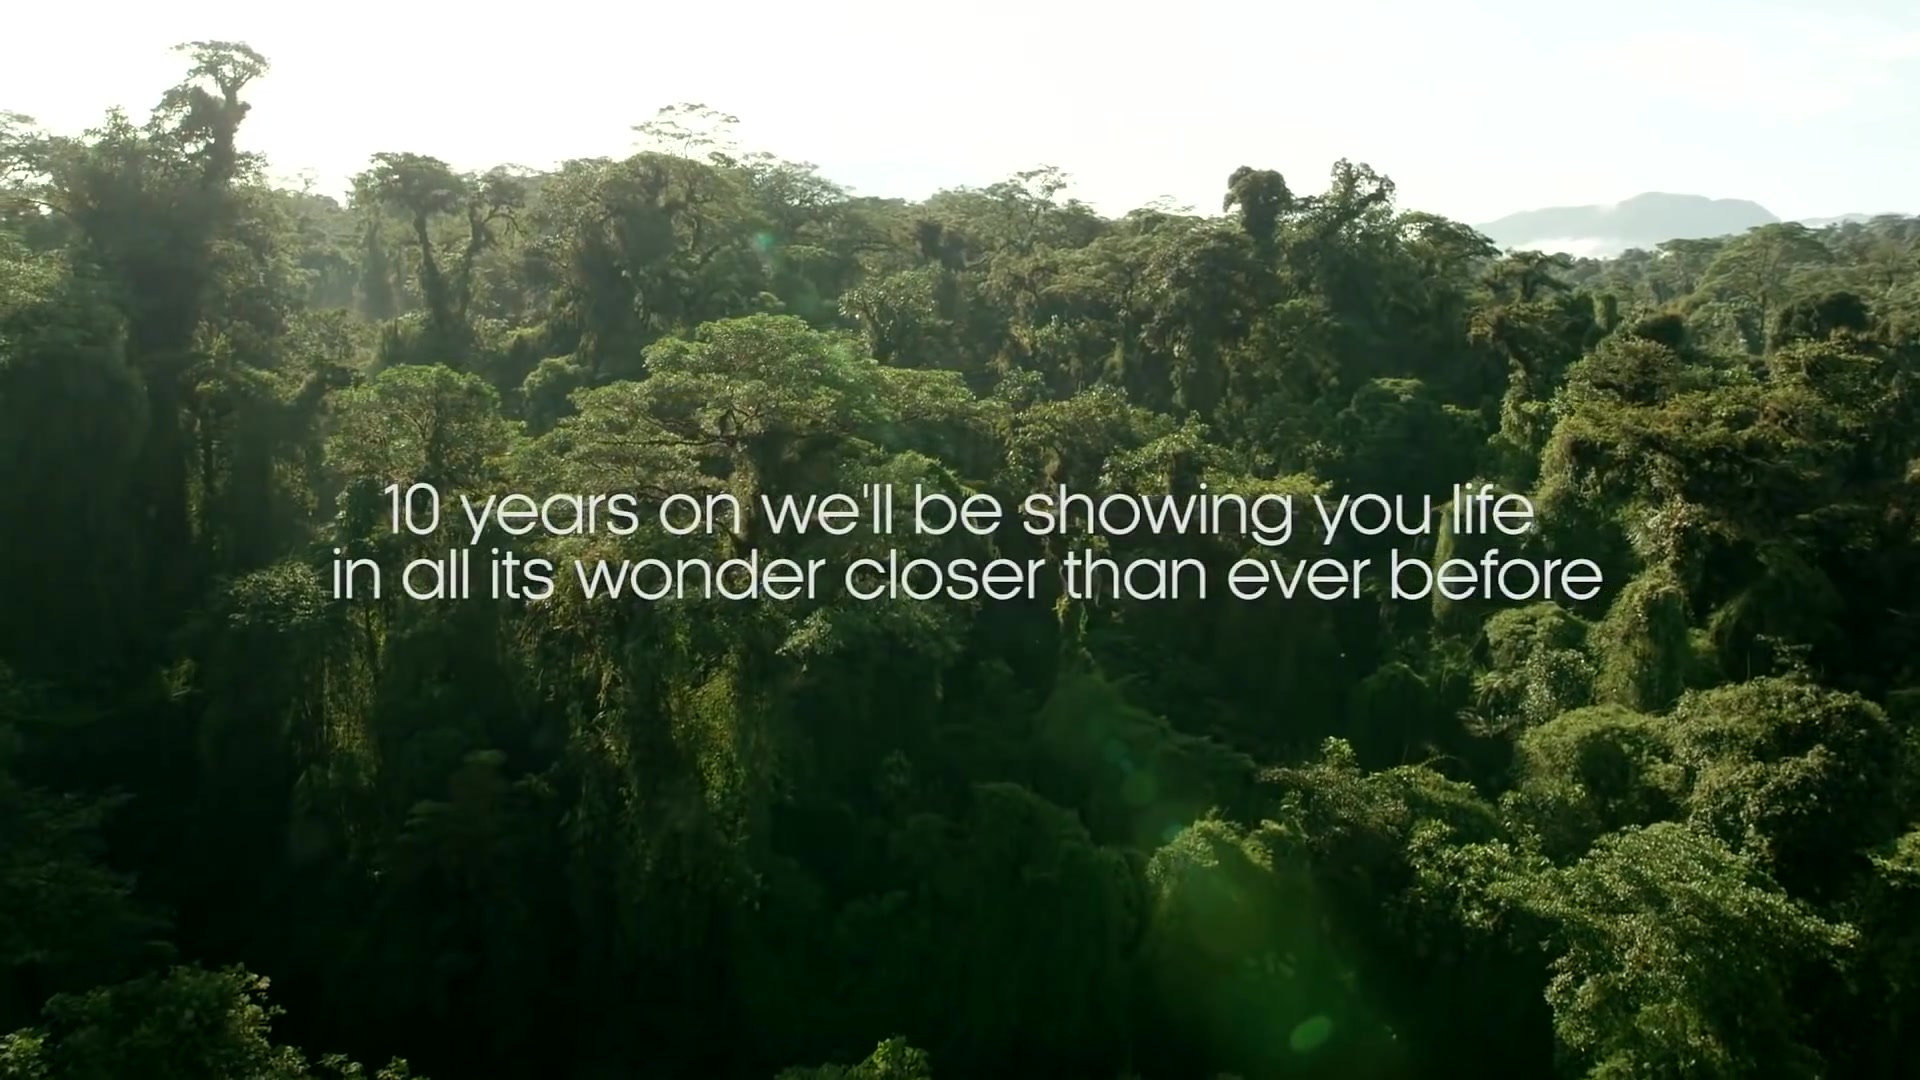 10 years on we'll be showing you life
in all its wonder closer than ever before